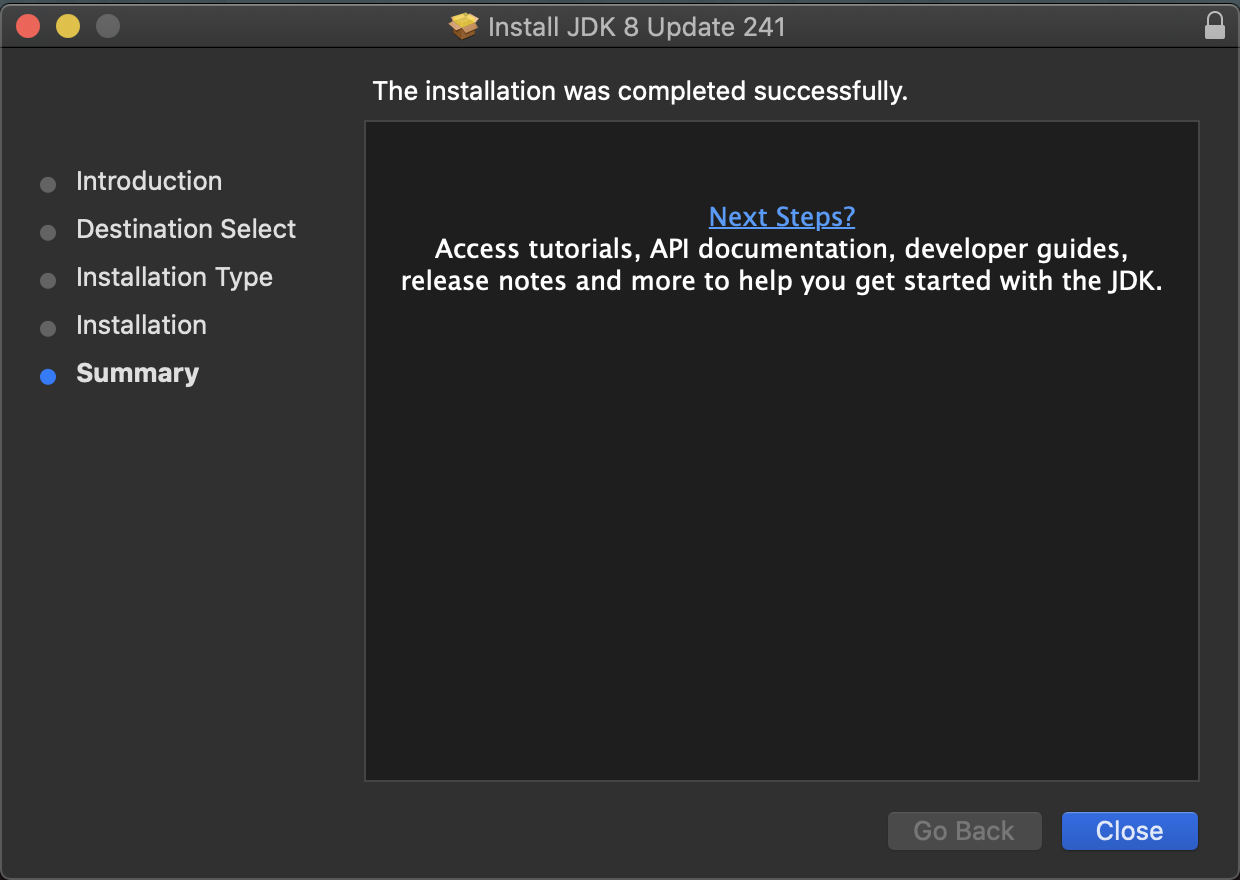 Install JDK 8 Update 241
The installation was completed successfully.
Introduction
Destination Select
Installation Type
Installation
Summary
Next Steps?
Access tutorials, API documentation, developer guides,
release notes and more to help you get started with the JDK.
Go Back
Close